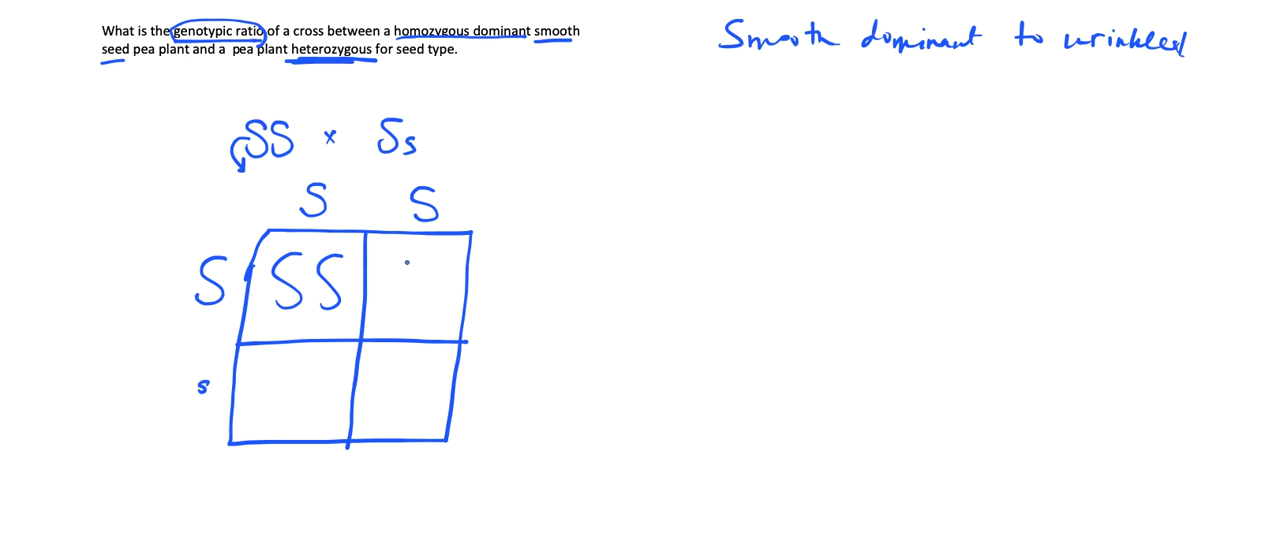 What is the genotypic ratio of a cross between a homozygous dominant smooth
seed pea plant and a pea plant heterozygous for seed type.
Smooth dominant to wrinkled
SS x Ss
S S
S SS
s